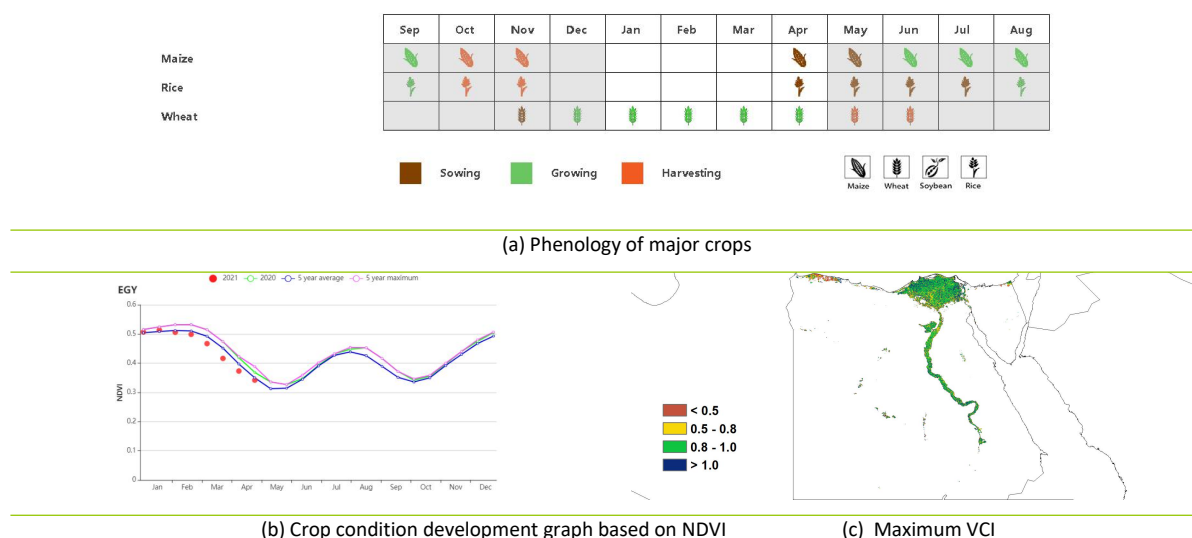 Sep Oct Nov Dec Jan Feb Mar Apr May Jun Jul Aug
Maize
Rice
Wheat
Sowing Growing Harvesting
Maize Wheat Soybean Rice
(a) Phenology of major crops
2021 2020 5 year average 5 year maximum
EGY
0.6
0.5
0.4
0.3
0.2
0.1
0
NDVI
Jan Feb Mar Apr May Jun Jul Aug Sep Oct Nov Dec
< 0.5
0.5 - 0.8
0.8 - 1.0
> 1.0
(b) Crop condition development graph based on NDVI
(c) Maximum VCI